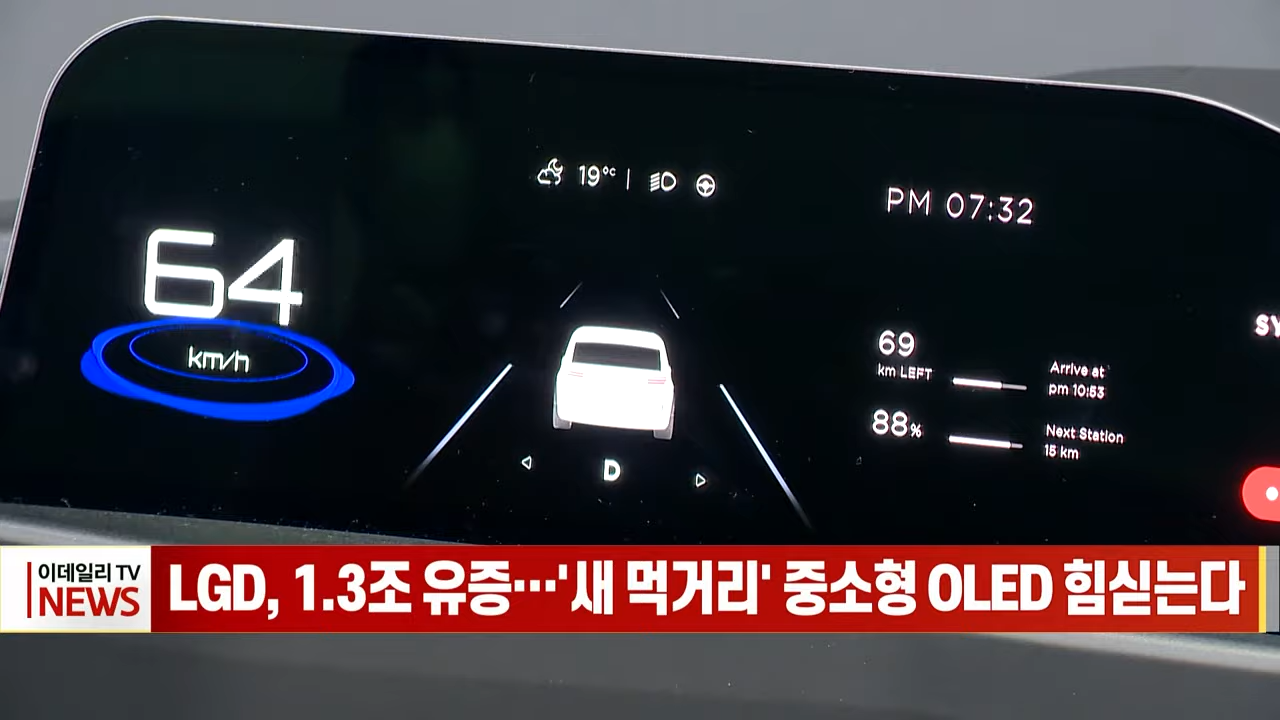 19°C
PM 07:32
64
km/h
69
km LEFT
Arrive at
pm 10:53
88%
Next Station
15 km
D
이데일리 TV
NEWS
LGD, 1.3조 유증…'새 먹거리' 중소형 OLED 힘싣는다